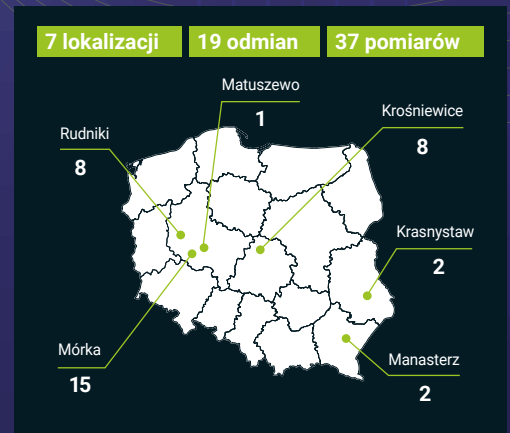 7 lokalizacji
19 odmian
37 pomiarów
Matuszewo
1
Krośniewice
8
Rudniki
8
Krasnystaw
2
Mórka
15
Manasterz
2